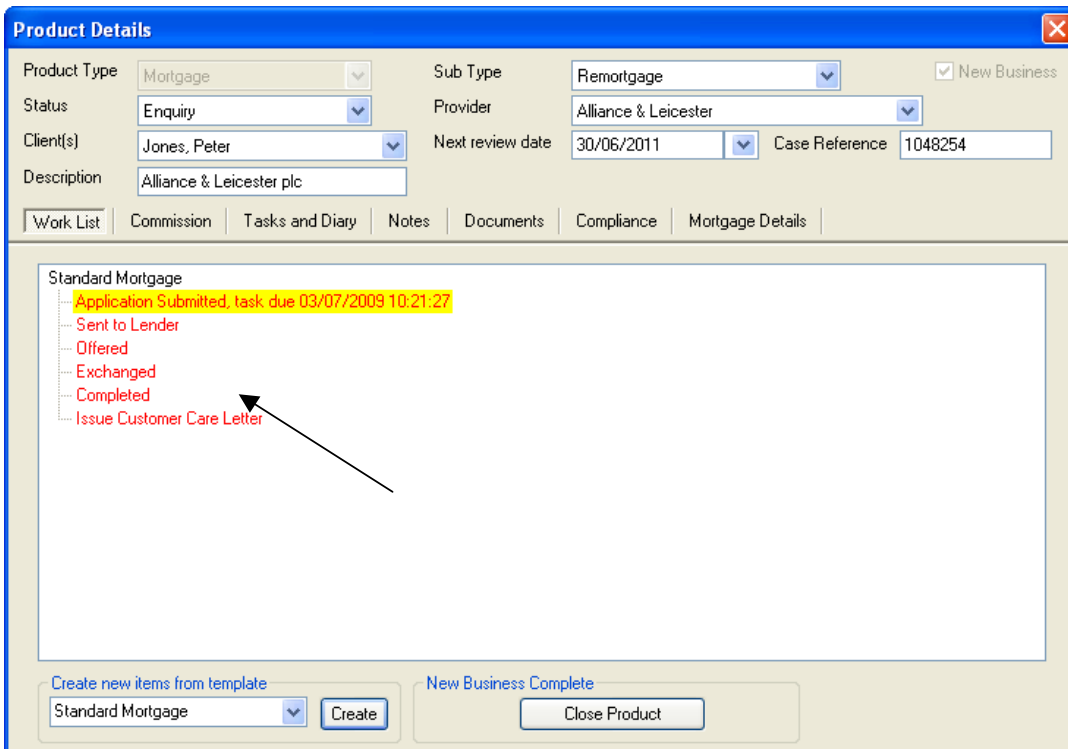 Product Details
Product Type Mortgage Sub Type Remortgage New Business
Status Enquiry Provider Alliance & Leicester
Client(s) Jones, Peter Next review date 30/06/2011 Case Reference 1048254
Description Alliance & Leicester plc
Work List Commission Tasks and Diary Notes Documents Compliance Mortgage Details
Standard Mortgage
Application Submitted, task due 03/07/2009 10:21:27
Sent to Lender
Offered
Exchanged
Completed
Issue Customer Care Letter
Create new items from template New Business Complete
Standard Mortgage Create Close Product